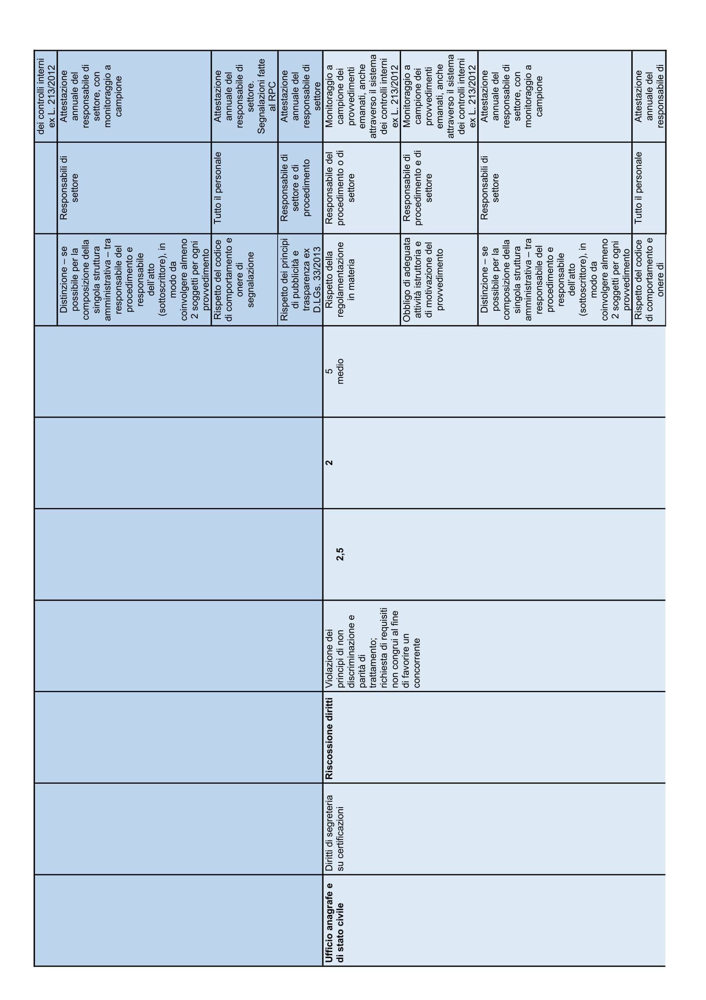 dei controlli interni
ex L. 213/2012
Distinzione – se
possibile per la
composizione della
singola struttura
amministrativa – tra
responsabile del
procedimento e
responsabile
dell'atto
(sottoscrittore), in
modo da
coinvolgere almeno
2 soggetti per ogni
provvedimento
Responsabili di
settore
Attestazione
annuale del
responsabile di
settore, con
monitoraggio a
campione
Rispetto del codice
di comportamento e
onere di
segnalazione
Tutto il personale
Attestazione
annuale del
responsabile di
settore.
Segnalazioni fatte
al RPC
Rispetto dei principi
di pubblicità e
trasparenza ex
D.LGs. 33/2013
Responsabile di
settore e di
procedimento
Attestazione
annuale del
responsabile di
settore
Ufficio anagrafe e
di stato civile
Diritti di segreteria
su certificazioni
Riscossione diritti
Violazione dei
principi di non
discriminazione e
parità di
trattamento;
richiesta di requisiti
non congrui al fine
di favorire un
concorrente
2,5
2
5
medio
Rispetto della
regolamentazione
in materia
Responsabile del
procedimento o di
settore
Monitoraggio a
campione dei
provvedimenti
emanati, anche
attraverso il sistema
dei controlli interni
ex L. 213/2012
Obbligo di adeguata
attività istruttoria e
di motivazione del
provvedimento
Responsabile di
procedimento e di
settore
Monitoraggio a
campione dei
provvedimenti
emanati, anche
attraverso il sistema
dei controlli interni
ex L. 213/2012
Distinzione – se
possibile per la
composizione della
singola struttura
amministrativa – tra
responsabile del
procedimento e
responsabile
dell'atto
(sottoscrittore), in
modo da
coinvolgere almeno
2 soggetti per ogni
provvedimento
Responsabili di
settore
Attestazione
annuale del
responsabile di
settore, con
monitoraggio a
campione
Rispetto del codice
di comportamento e
onere di
Tutto il personale
Attestazione
annuale del
responsabile di